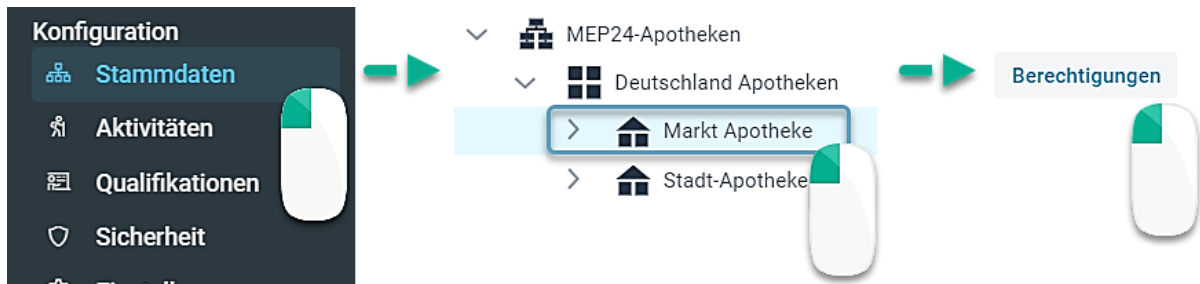 Konfiguration
Stammdaten
Aktivitäten
Qualifikationen
Sicherheit
MEP24-Apotheken
Deutschland Apotheken
Markt Apotheke
Stadt-Apotheke
Berechtigungen